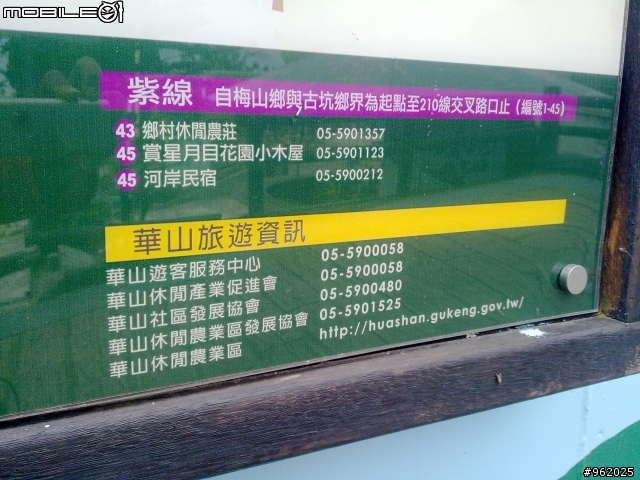 MOBILE01
紫線 自梅山鄉與古坑鄉界為起點至210線交叉路口止（編號1-45）
43 鄉村休閒農莊 05-5901357
45 賞星月目花園小木屋 05-5901123
45 河岸民宿 05-5900212
華山旅遊資訊
華山遊客服務中心 05-5900058
華山休閒產業促進會 05-5900058
華山社區發展協會 05-5900480
華山休閒農業區發展協會 05-5901525
華山休閒農業區 http://huashan.gukeng.gov.tw/
#962025